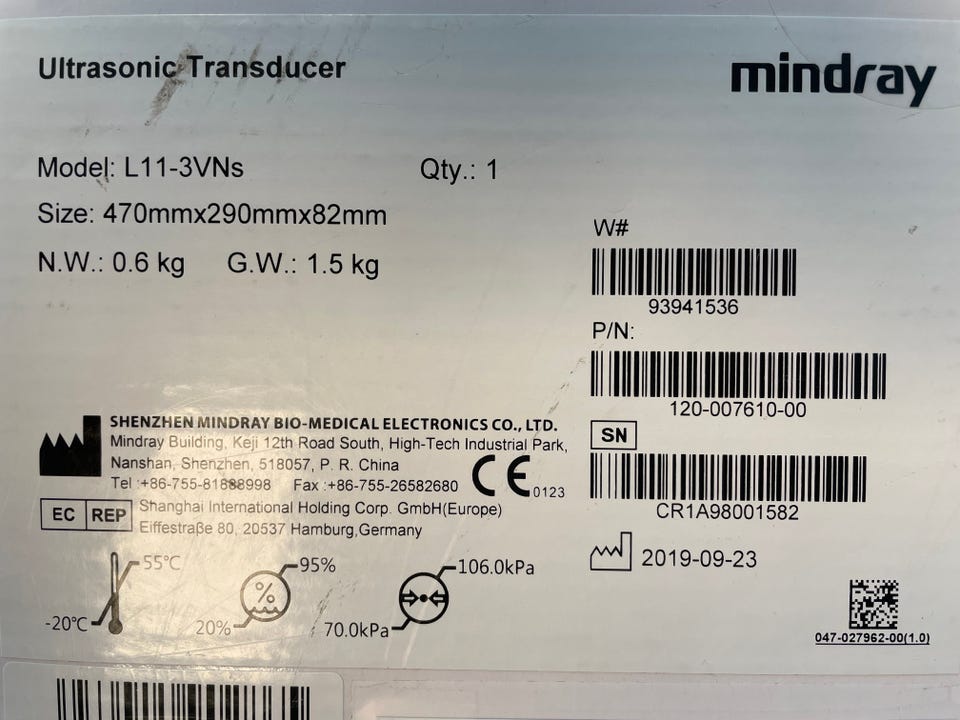 Ultrasonic Transducer
mindray
Model: L11-3VNs
Qty.: 1
Size: 470mmx290mmx82mm
N.W.: 0.6 kg G.W.: 1.5 kg
W#
93941536
P/N:
120-007610-00
SN
CR1A98001582
2019-09-23
SHENZHEN MINDRAY BIO-MEDICAL ELECTRONICS CO., LTD.
Mindray Building, Keji 12th Road South, High-Tech Industrial Park,
Nanshan, Shenzhen, 518057, P. R. China
Tel :+86-755-81888998 Fax :+86-755-26582680
CE 0123
EC REP
Shanghai International Holding Corp. GmbH(Europe)
Eiffestraβe 80, 20537 Hamburg,Germany
55℃
-20℃
95%
%
20%
106.0kPa
70.0kPa
047-027962-00(1.0)